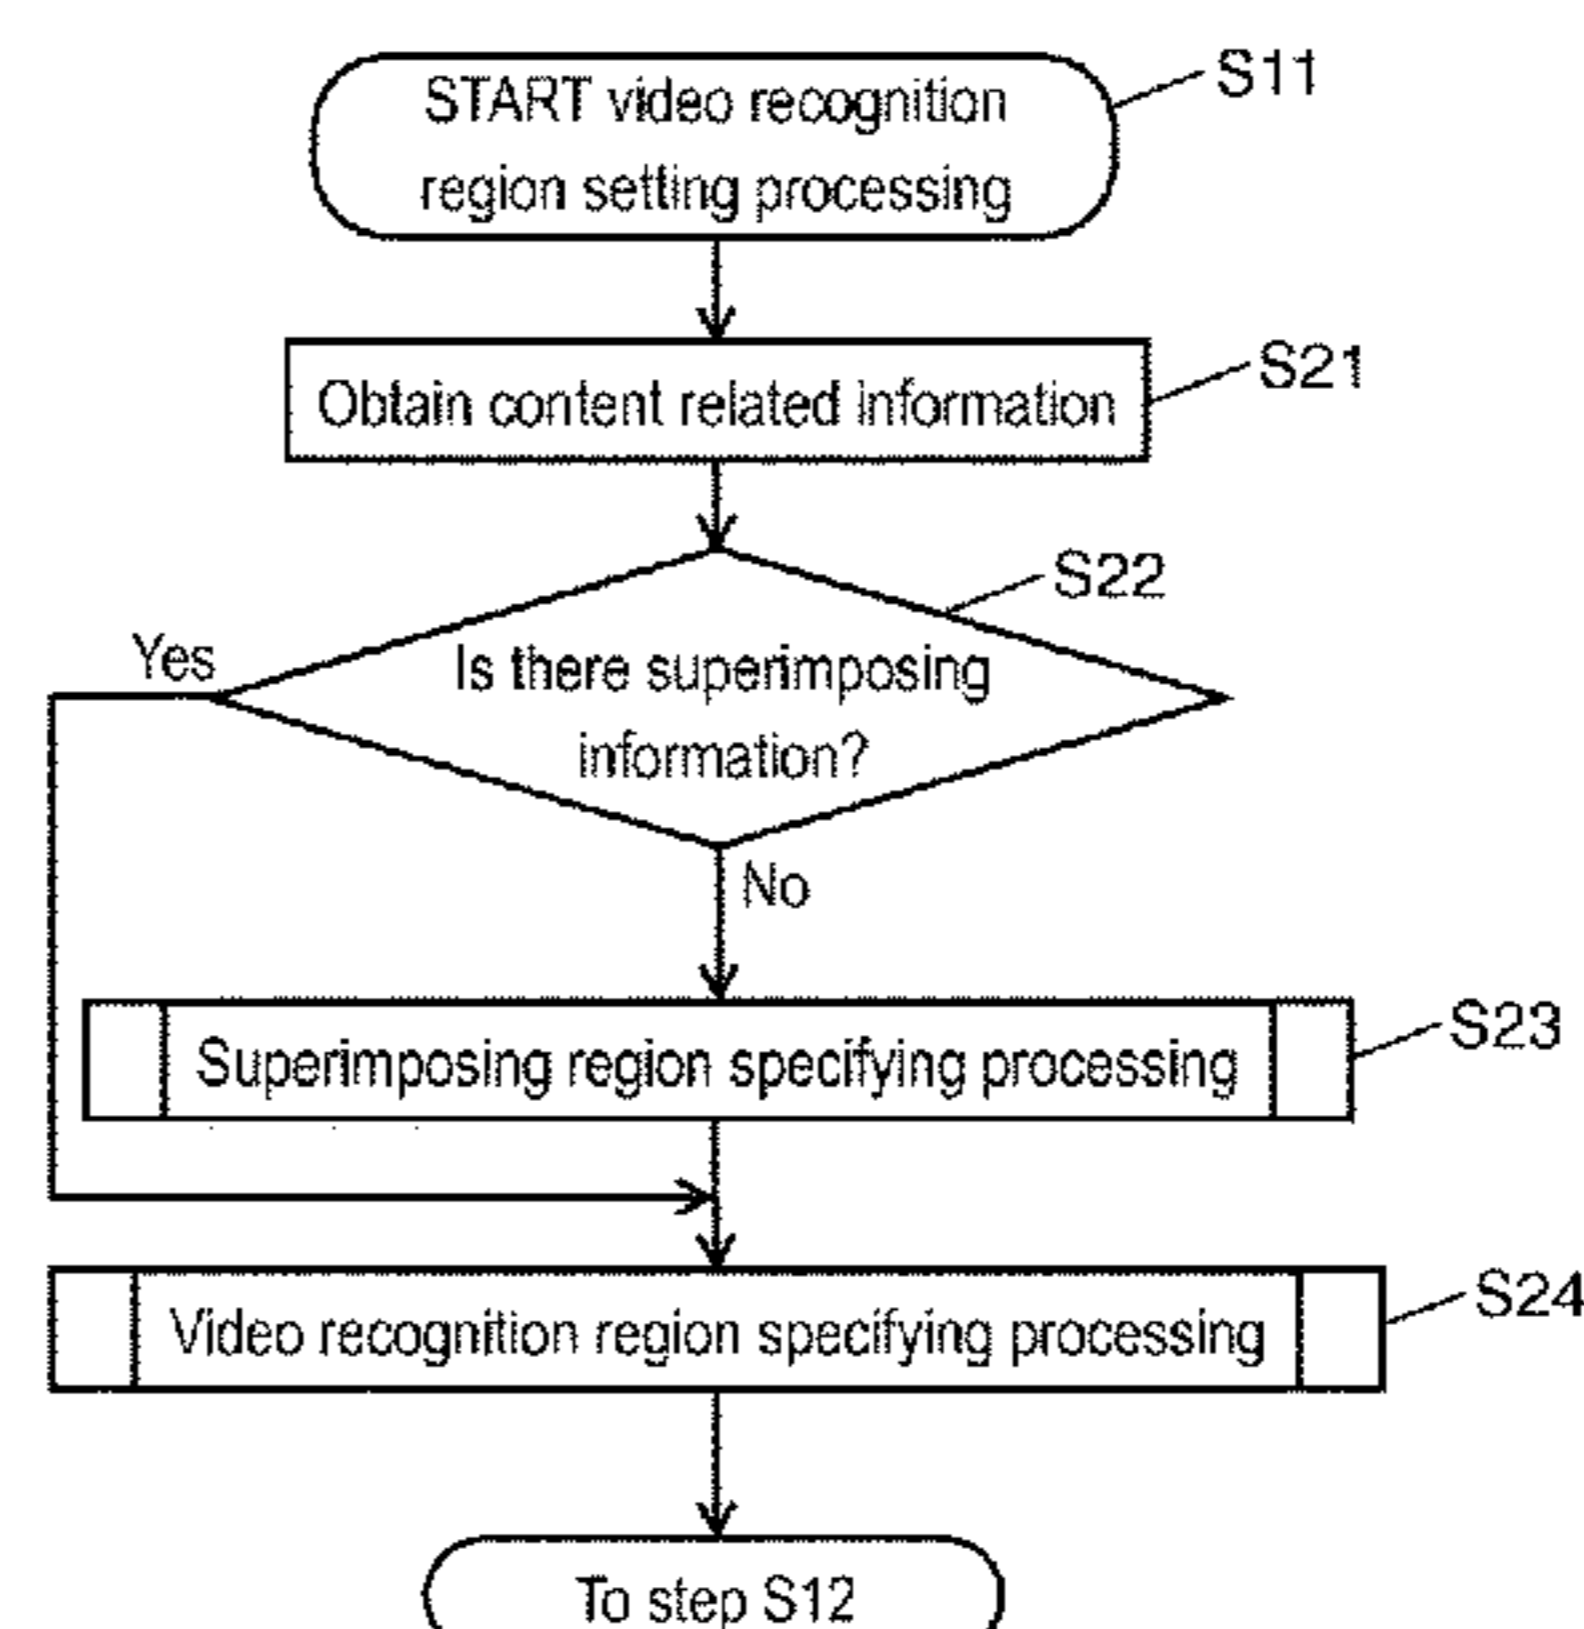 START video recognition
region setting processing
S11
Obtain content related information
S21
S22
Yes
Is there superimposing
information?
No
Superimposing region specifying processing
S23
Video recognition region specifying processing
S24
To step S12